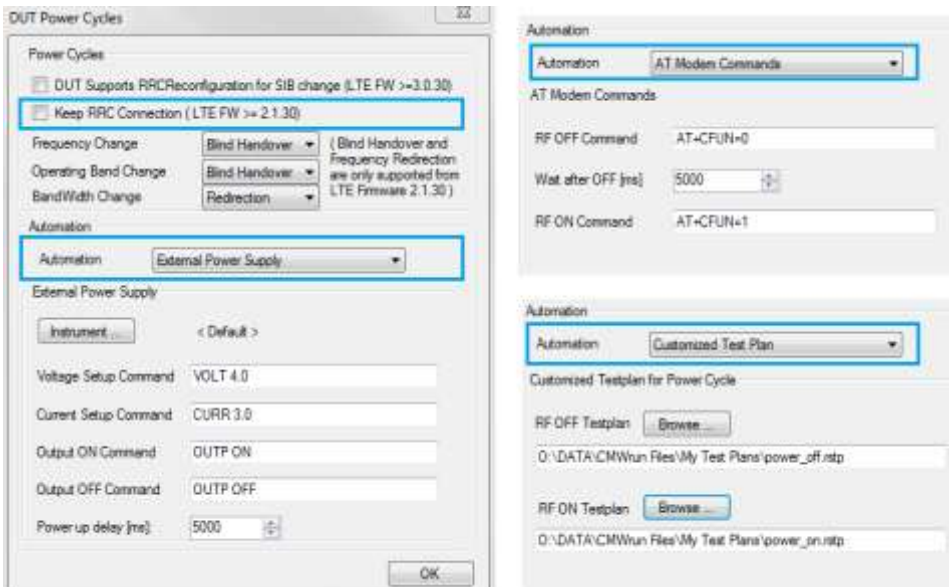 DUT Power Cycles
Power Cycles
DUT Supports RRCReconfiguration for SIB change (LTE FW >=3.0.30)
Keep RRC Connection ( LTE FW >= 2.1.30)
Frequency Change Blind Handover
Operating Band Change Blind Handover
BandWidth Change Redirection
( Blind Handover and
Frequency Redirection
are only supported from
LTE Firmware 2.1.30 )
Automation
Automation External Power Supply
External Power Supply
Instrument ... < Default >
Voltage Setup Command VOLT 4.0
Current Setup Command CURR 3.0
Output ON Command OUTP ON
Output OFF Command OUTP OFF
Power up delay [ms] 5000
OK
Automation
Automation AT Modem Commands
AT Modem Commands
RF OFF Command AT+CFUN=0
Wait after OFF [ms] 5000
RF ON Command AT+CFUN=1
Automation
Automation Customized Test Plan
Customized Testplan for Power Cycle
RF OFF Testplan Browse ...
O:\DATA\CMWrun Files\My Test Plans\power_off.rstp
RF ON Testplan Browse ...
O:\DATA\CMWrun Files\My Test Plans\power_on.rstp